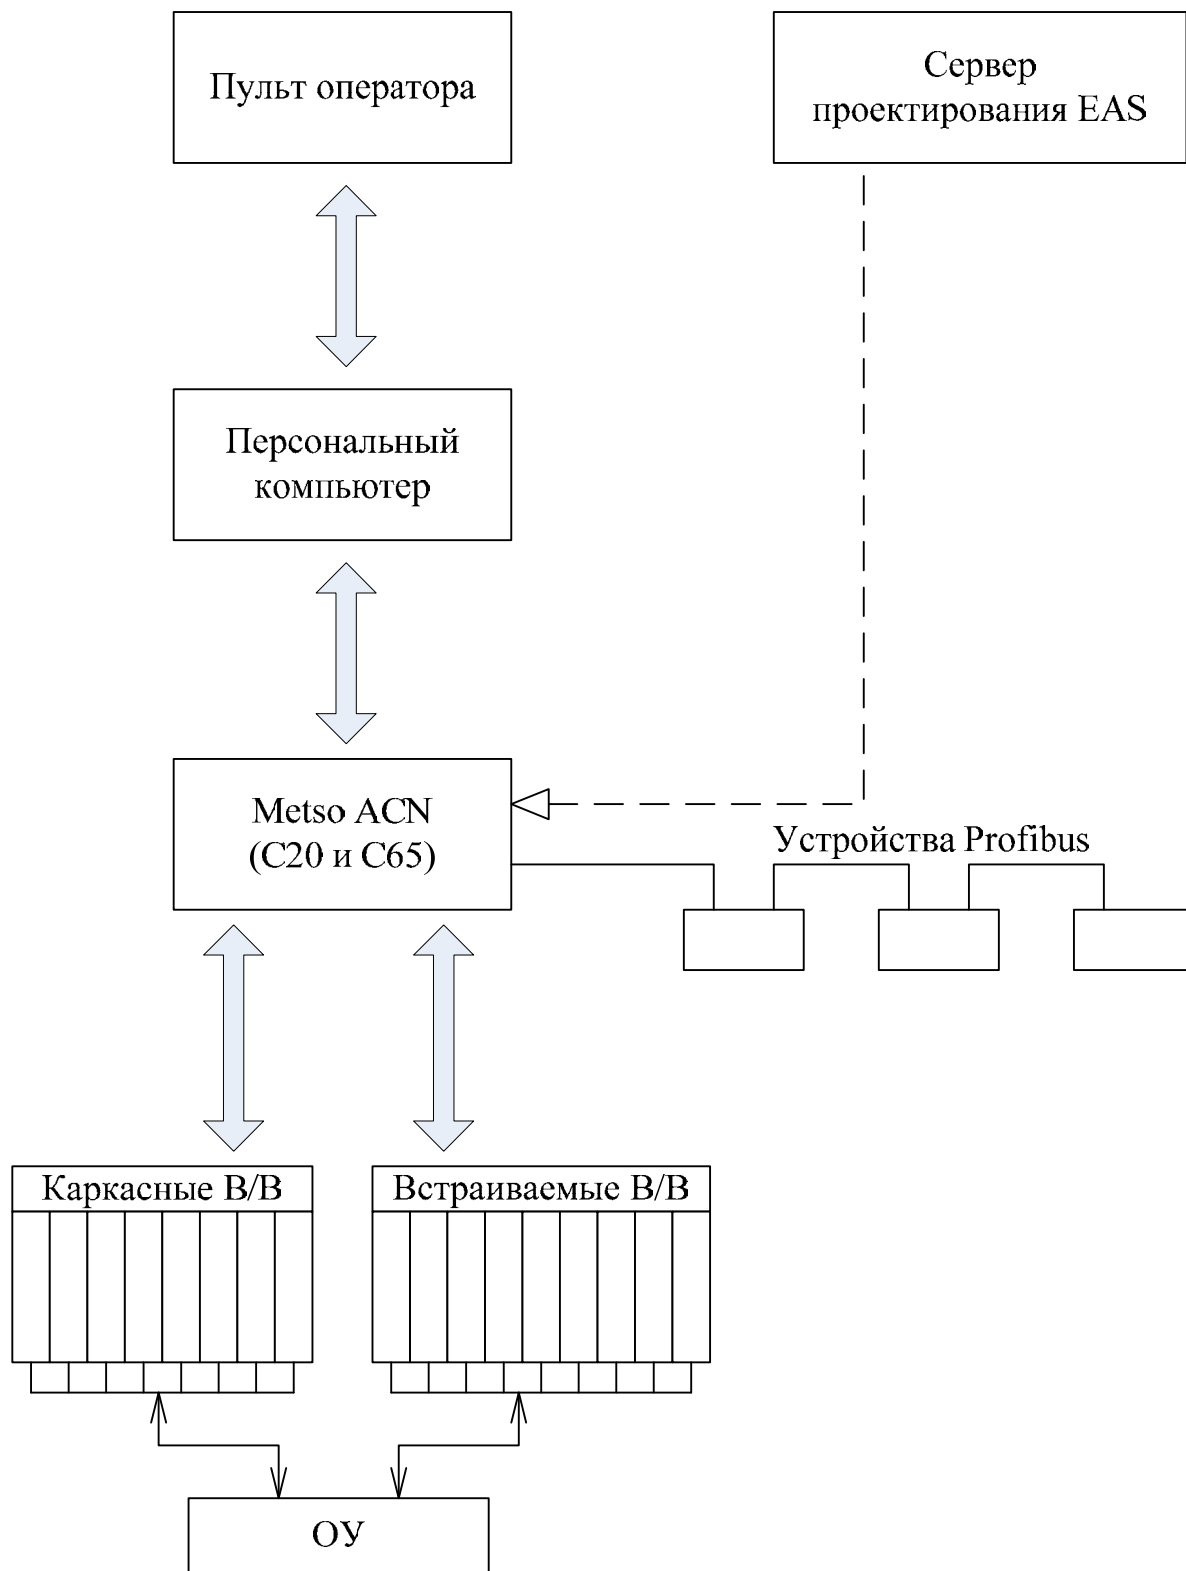 Пульт оператора
Сервер
проектирования EAS
Персональный
компьютер
Metso ACN
(C20 и C65)
Устройства Profibus
Каркасные В/В
Встраиваемые В/В
ОУ